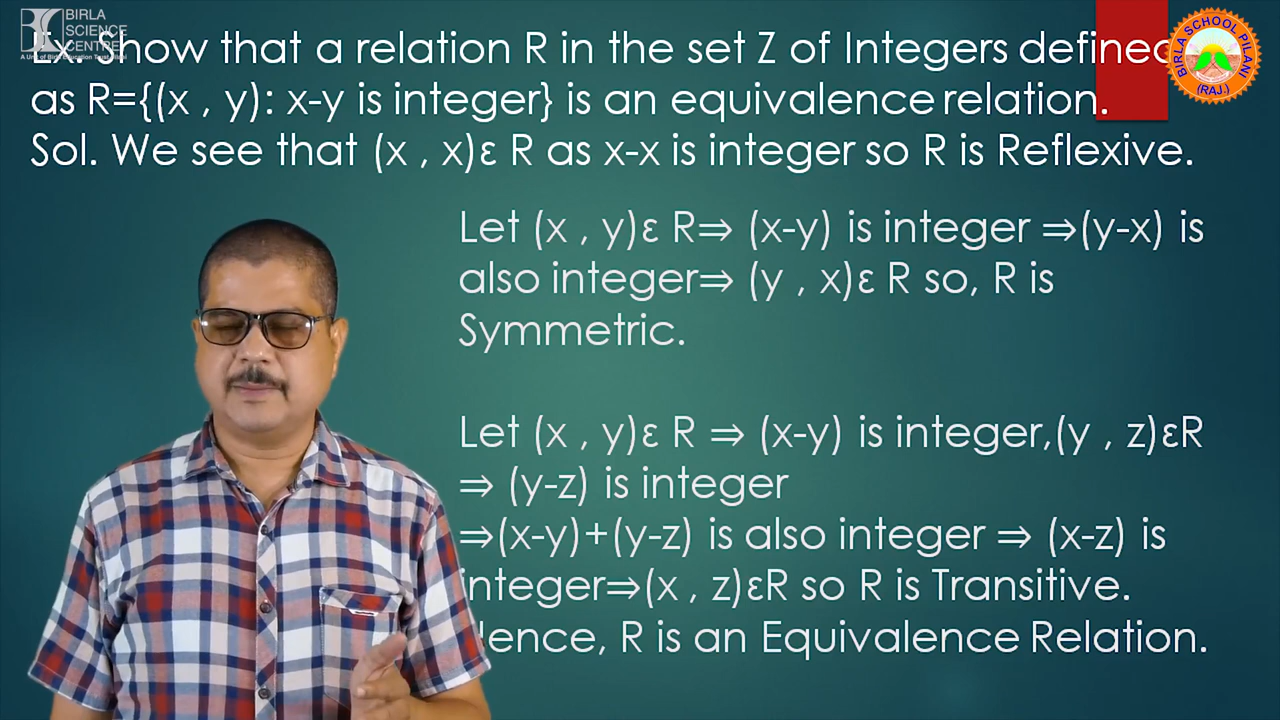 BIRLA
SCIENCE
CENTRE
Ex. Show that a relation R in the set Z of Integers defined
as R={(x , y): x-y is integer} is an equivalence relation.
Sol. We see that (x , x)ε R as x-x is integer so R is Reflexive.
Let (x , y)ε R⇒ (x-y) is integer ⇒(y-x) is
also integer⇒ (y , x)ε R so, R is
Symmetric.
Let (x , y)ε R ⇒ (x-y) is integer,(y , z)εR
⇒ (y-z) is integer
⇒(x-y)+(y-z) is also integer ⇒ (x-z) is
integer⇒(x , z)εR so R is Transitive.
Hence, R is an Equivalence Relation.
BIRLA SCHOOL PILANI
(RAJ.)